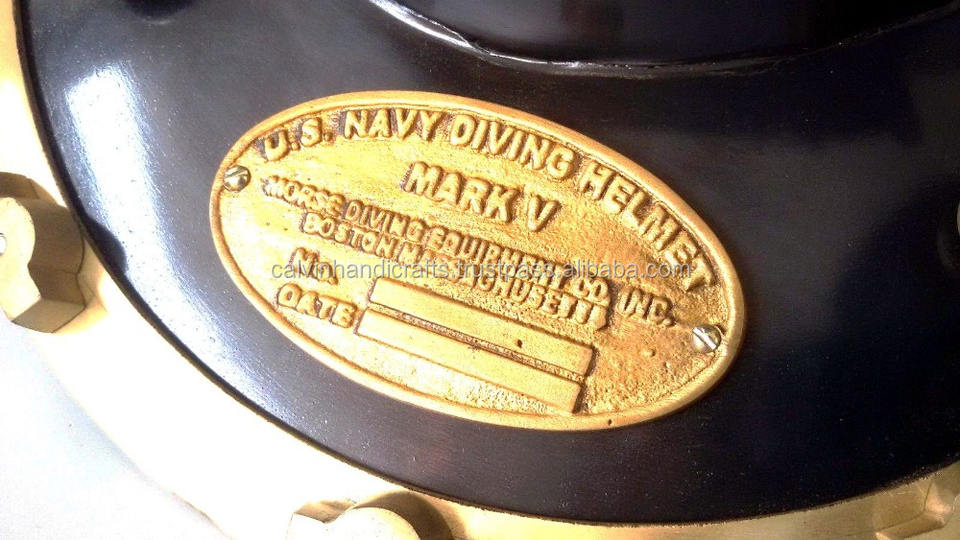 U.S. NAVY DIVING HELMET
MARK V
MORSE DIVING EQUIPMENT CO. INC.
BOSTON MASSACHUSETTS
calvinhandicrafts.trustpass.alibaba.com
No.
DATE